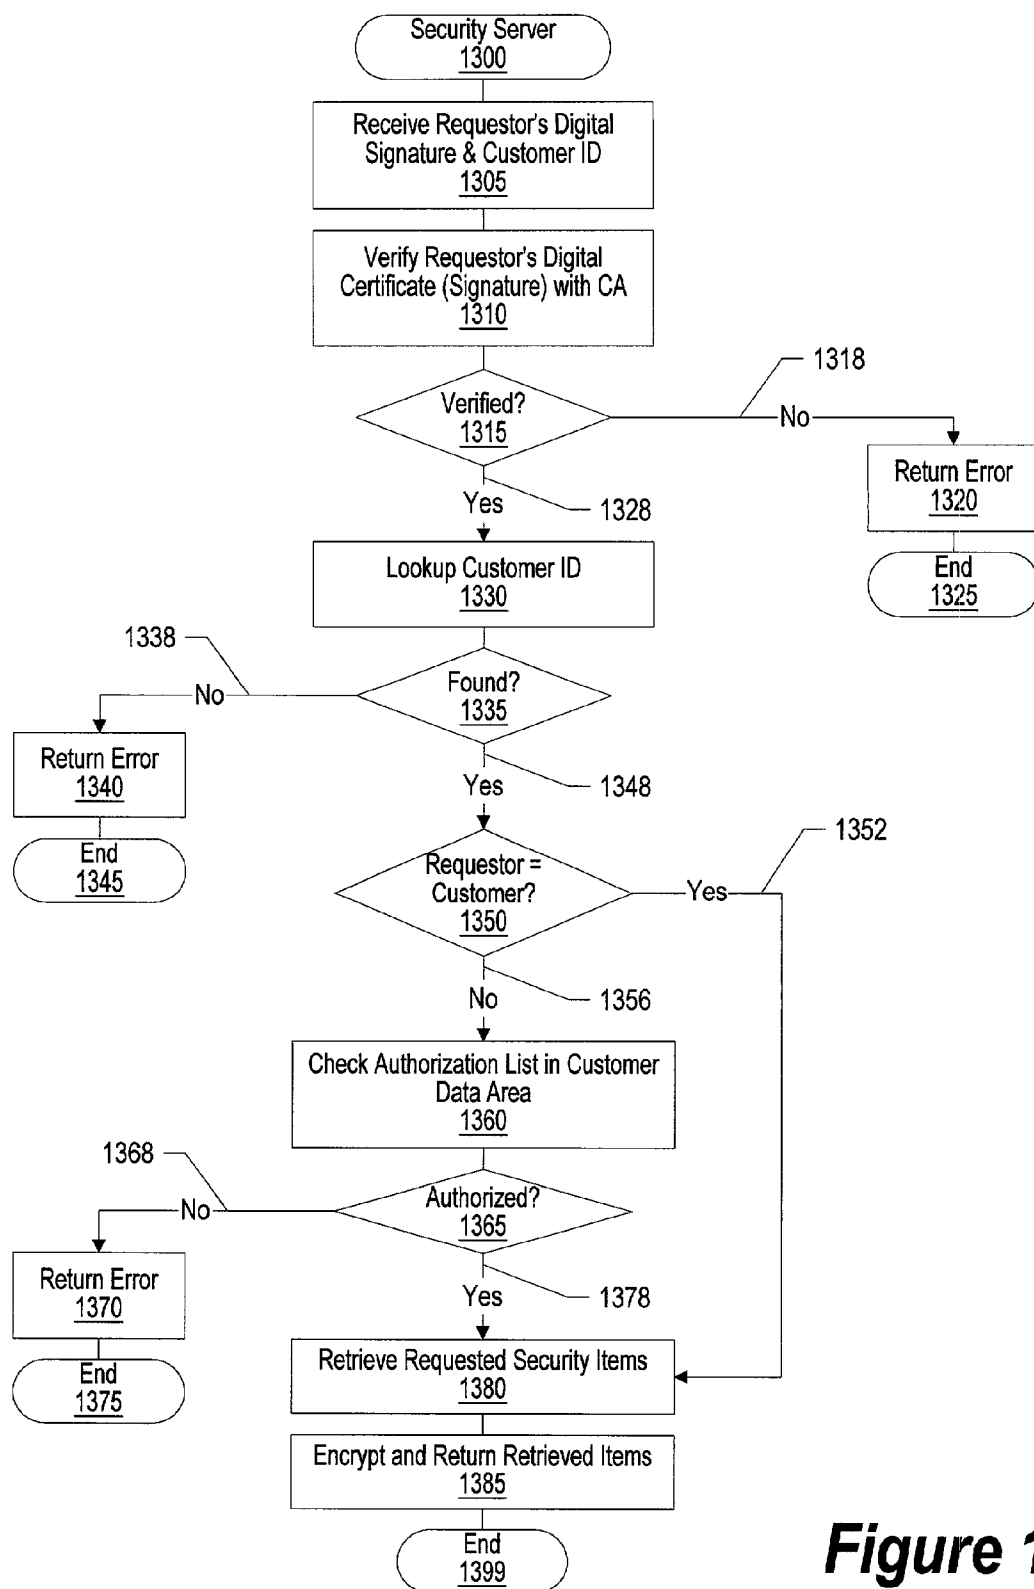 Security Server
1300
Receive Requestor's Digital
Signature & Customer ID
1305
Verify Requestor's Digital
Certificate (Signature) with CA
1310
1318
Verified?
1315
No
Return Error
1320
Yes
1328
End
1325
Lookup Customer ID
1330
1338
Found?
1335
No
Return Error
1340
Yes
1348
End
1345
1352
Requestor =
Customer?
1350
Yes
No
1356
Check Authorization List in Customer
Data Area
1360
1368
Authorized?
1365
No
Return Error
1370
Yes
1378
End
1375
Retrieve Requested Security Items
1380
Encrypt and Return Retrieved Items
1385
End
1399
Figure